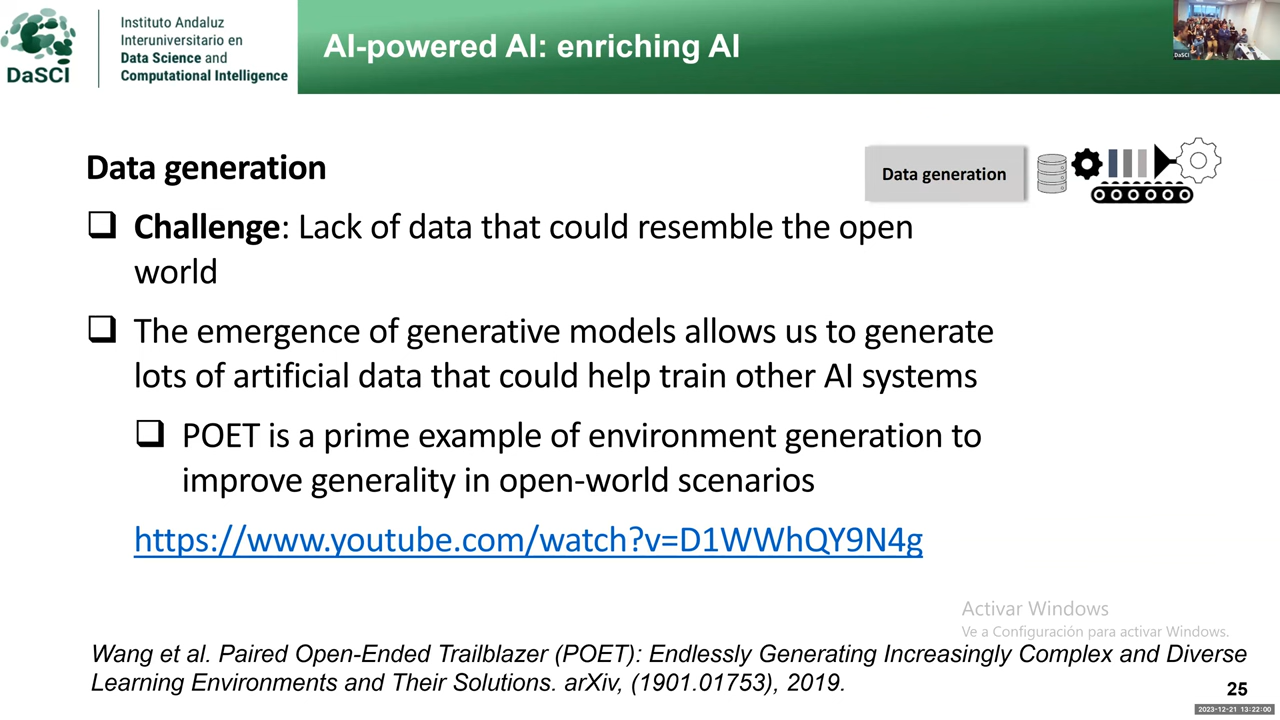 Instituto Andaluz
Interuniversitario en
Data Science and
Computational Intelligence
DaSCI
AI-powered AI: enriching AI
DaSCI
Data generation
Data generation
Challenge: Lack of data that could resemble the open
world
The emergence of generative models allows us to generate
lots of artificial data that could help train other AI systems
POET is a prime example of environment generation to
improve generality in open-world scenarios
https://www.youtube.com/watch?v=D1WWhQY9N4g
Activar Windows
Ve a Configuración para activar Windows.
Wang et al. Paired Open-Ended Trailblazer (POET): Endlessly Generating Increasingly Complex and Diverse
Learning Environments and Their Solutions. arXiv, (1901.01753), 2019.
25
2023-12-21 13:22:00